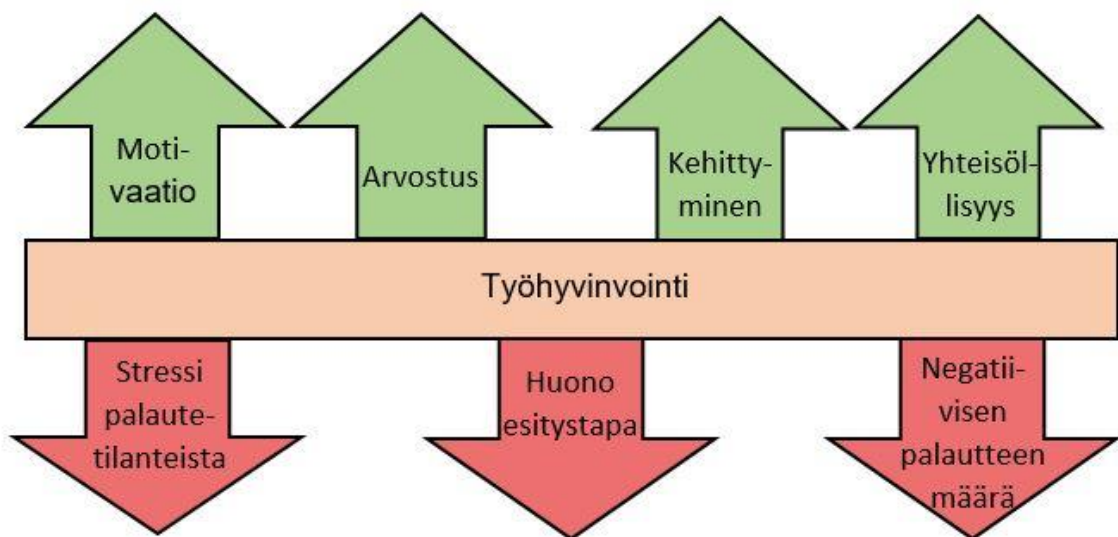 Moti-
vaatio
Arvostus
Kehitty-
minen
Yhteisöl-
lisyys
Työhyvinvointi
Stressi
palaute-
tilanteista
Huono
esitystapa
Negatii-
visen
palautteen
määrä